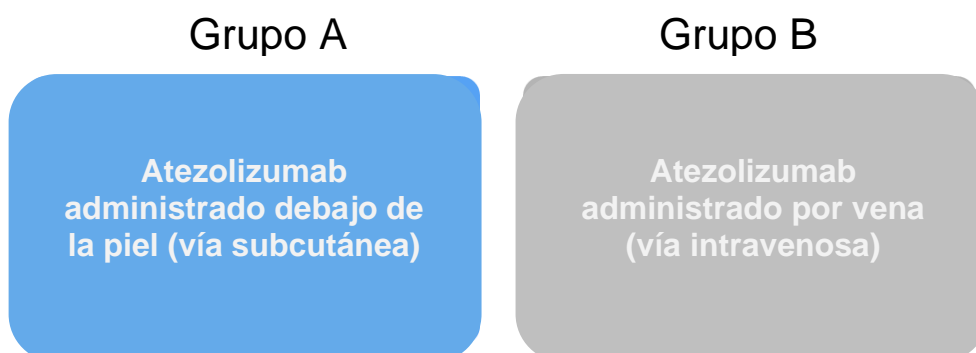 Grupo A
Grupo B
Atezolizumab
administrado debajo de
la piel (vía subcutánea)
Atezolizumab
administrado por vena
(vía intravenosa)